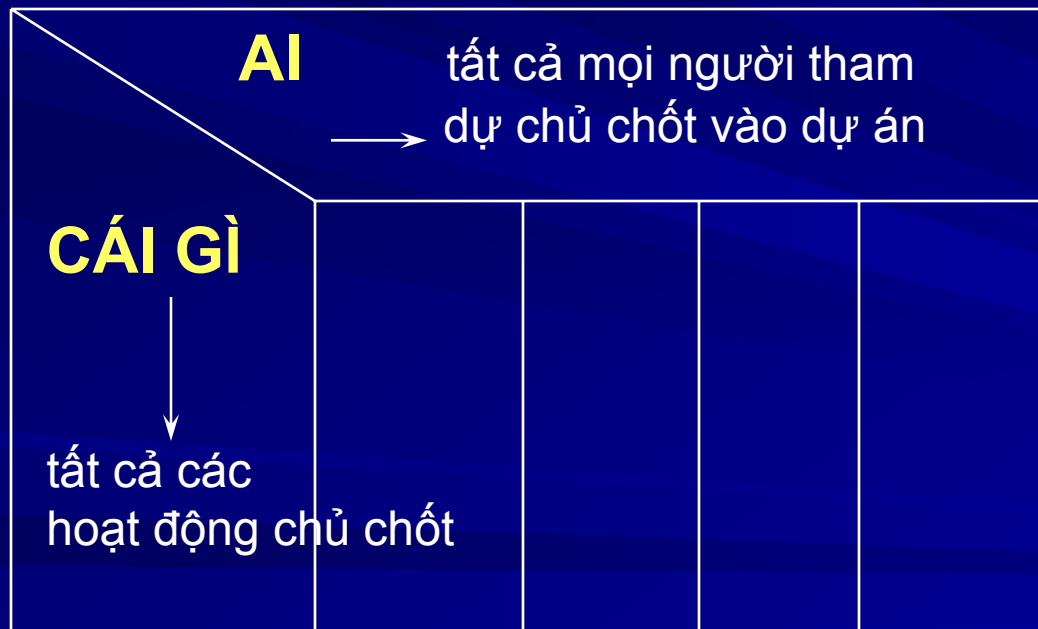 AI
tất cả mọi người tham
dự chủ chốt vào dự án
CÁI GÌ
tất cả các
hoạt động chủ chốt